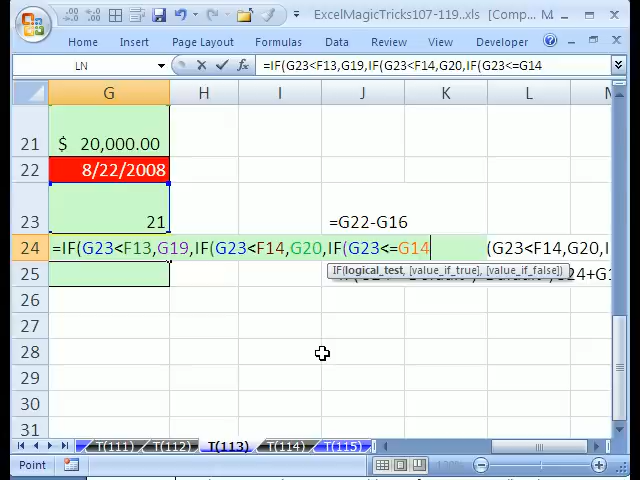 ExcelMagicTricks107-119..xls [Comp... M
Home Insert Page Layout Formulas Data Review View Developer
LN =IF(G23<F13,G19,IF(G23<F14,G20,IF(G23<=G14
G H I J K L M
21 $ 20,000.00
22 8/22/2008
23 21 =G22-G16
24 =IF(G23<F13,G19,IF(G23<F14,G20,IF(G23<=G14 (G23<F14,G20,I
IF(logical_test, [value_if_true], [value_if_false])
25
26
27
28
29
30
31
T(111) T(112) T(113) T(114) T(115)
Point 130%